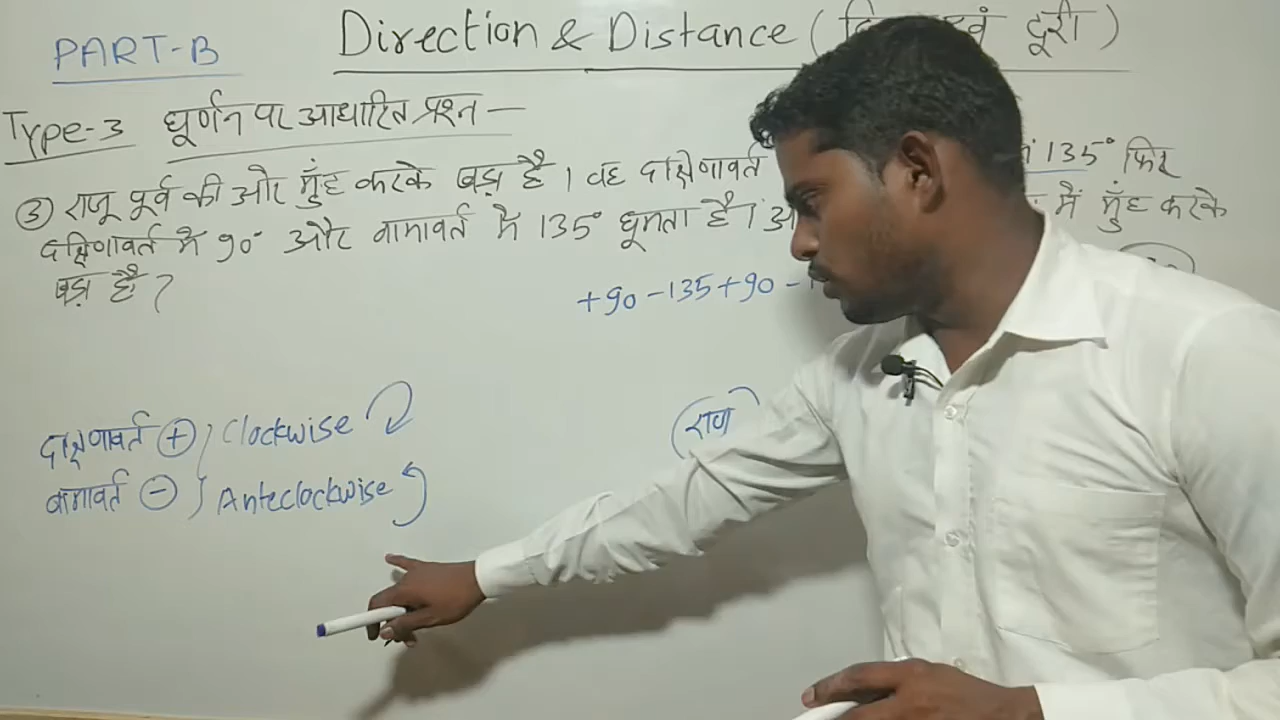 PART-B
Direction & Distance ( दूरी )
Type-3 घूर्णन पर आधारित प्रश्न —
③ राजू पूर्व की ओर मुँह करके खड़ा है । वह दक्षिणावर्त 135° फिर
दक्षिणावर्त में 90° और वामावर्त में 135° घूमता है । में मुँह करके
खड़ा है ?
+90 -135 +90 -
दक्षिणावर्त + Clockwise
वामावर्त - Anteclockwise